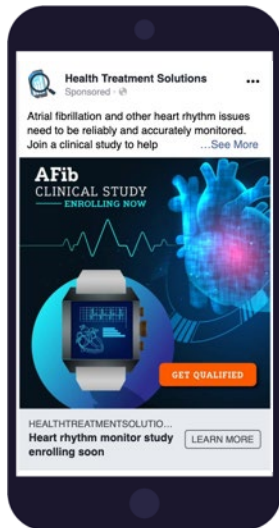 Health Treatment Solutions
Sponsored ·
Atrial fibrillation and other heart rhythm issues
need to be reliably and accurately monitored.
Join a clinical study to help ...See More
AFib
CLINICAL STUDY
ENROLLING NOW
GET QUALIFIED
HEALTHTREATMENTSOLUTIO...
Heart rhythm monitor study
enrolling soon
LEARN MORE